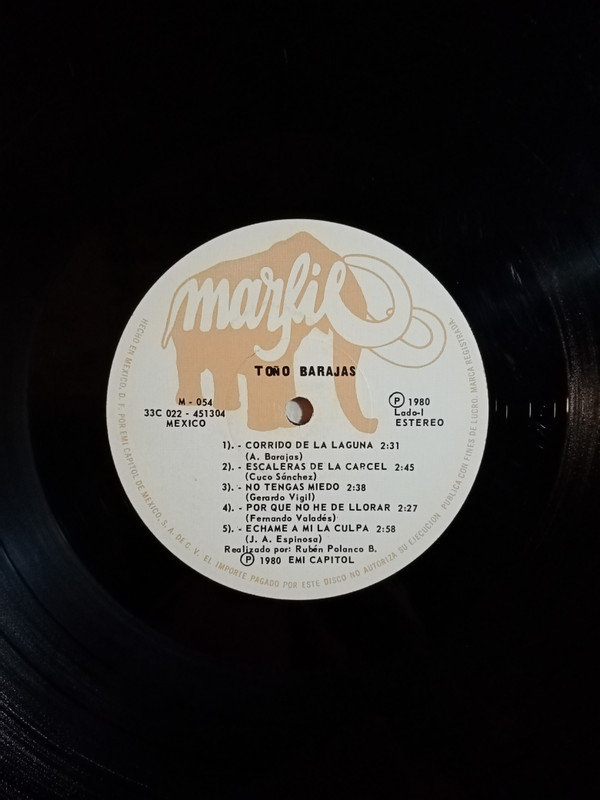 marfil
TOÑO BARAJAS
M - 054
33C 022 - 451304
MEXICO
Ⓟ 1980
Lado-I
ESTEREO
1). - CORRIDO DE LA LAGUNA 2:31
(A. Barajas)
2). - ESCALERAS DE LA CARCEL 2:45
(Cuco Sánchez)
3). - NO TENGAS MIEDO 2:38
(Gerardo Vigil)
4). - POR QUE NO HE DE LLORAR 2:27
(Fernando Valadés)
5). - ECHAME A MI LA CULPA 2:58
(J. A. Espinosa)
Realizado por: Rubén Polanco B.
Ⓟ 1980 EMI CAPITOL
HECHO EN MEXICO, D. F. POR EMI CAPITOL DE MEXICO, S. A. DE C. V. EL IMPORTE PAGADO POR ESTE DISCO NO AUTORIZA SU EJECUCION PUBLICA CON FINES DE LUCRO. MARCA REGISTRADA.